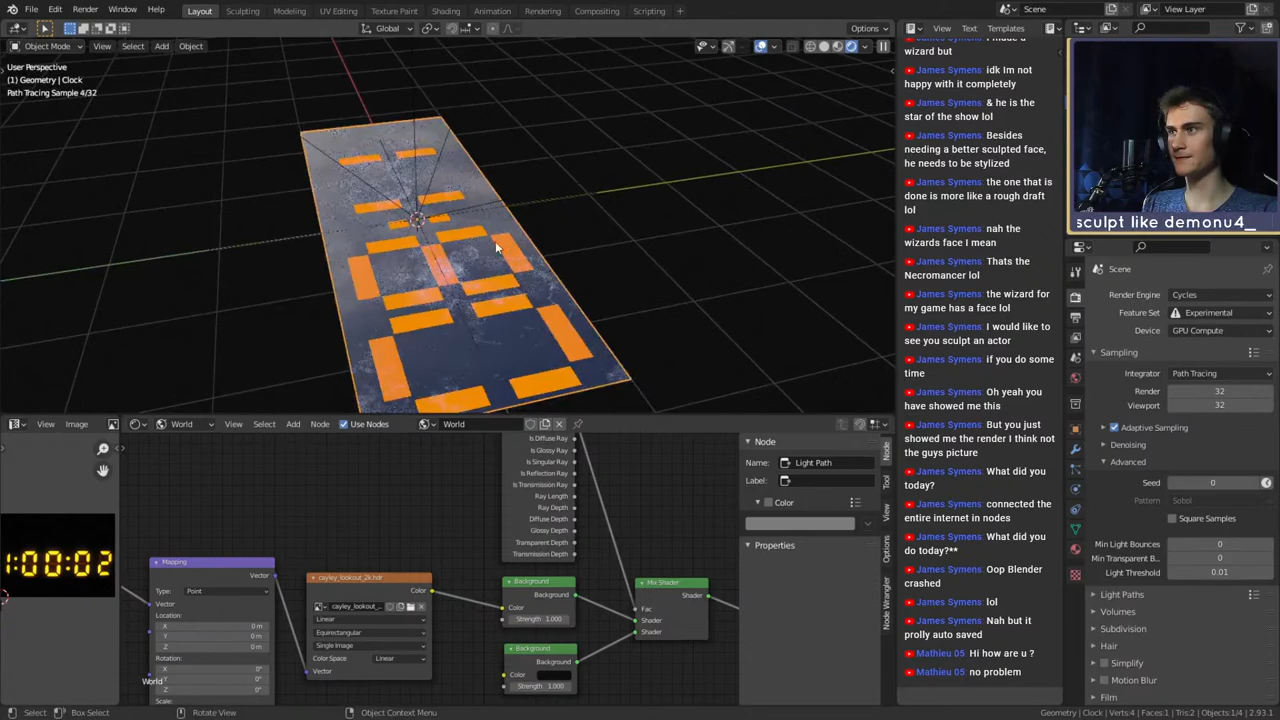 File Edit Render Window Help
Layout Sculpting Modeling UV Editing Texture Paint Shading Animation Rendering Compositing Scripting +
Scene
View Layer
Global
Options
View Text Templates
Object Mode View Select Add Object
User Perspective
(1) Geometry | Clock
Path Tracing Sample 4/32
James Symens I made a
wizard but
James Symens idk Im not
happy with it completely
James Symens & he is the
star of the show lol
James Symens Besides
needing a better sculpted face,
he needs to be stylized
James Symens the one that is
done is more like a rough draft
lol
James Symens nah the
wizards face I mean
James Symens Thats the
Necromancer lol
James Symens the wizard for
my game has a face lol
James Symens I would like to
see you sculpt an actor
James Symens if you do some
time
James Symens Oh yeah you
have showed me this
James Symens But you just
showed me the render I think not
the guys picture
James Symens What did you
today?
James Symens connected the
entire internet in nodes
James Symens What did you
do today?**
James Symens Oop Blender
crashed
James Symens lol
James Symens Nah but it
prolly auto saved
Mathieu 05 Hi how are u ?
Mathieu 05 no problem
sculpt like demonu4_
Scene
Render Engine Cycles
Feature Set Experimental
Device GPU Compute
Sampling
Integrator Path Tracing
Render 32
Viewport 32
Adaptive Sampling
Denoising
Advanced
Seed 0
Pattern Sobol
Square Samples
Min Light Bounces 0
Min Transparent B... 0
Light Threshold 0.01
Light Paths
Volumes
Subdivision
Hair
Simplify
Motion Blur
Film
View Image
World View Select Add Node Use Nodes World
1:00:02
Mapping
Vector
Type: Point
Vector
Location:
X 0 m
Y 0 m
Z 0 m
Rotation:
X 0°
Y 0°
Z 0°
Scale:
World
cayley_lookout_2k.hdr
Color
cayley_lookout_...
Linear
Equirectangular
Single Image
Color Space Linear
Vector
Is Diffuse Ray
Is Glossy Ray
Is Singular Ray
Is Reflection Ray
Is Transmission Ray
Ray Length
Ray Depth
Diffuse Depth
Glossy Depth
Transparent Depth
Transmission Depth
Background
Background
Color
Strength 1.000
Background
Background
Color
Strength 1.000
Mix Shader
Shader
Fac
Shader
Shader
Node
Name: Light Path
Label:
Color
Properties
Node
Tool
View
Options
Node Wrangler
Select Box Select Rotate View Object Context Menu
Geometry | Clock | Verts:4 | Faces:1 | Tris:2 | Objects:1/4 | 2.93.1